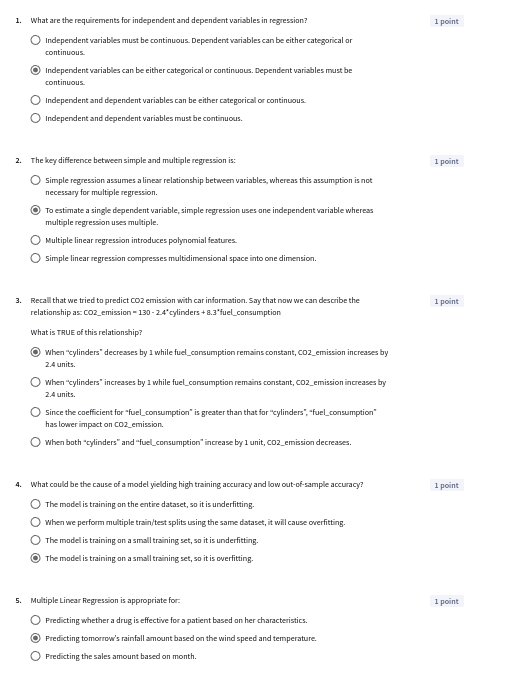 1. What are the requirements for independent and dependent variables in regression? 1 point
Independent variables must be continuous. Dependent variables can be either categorical or
continuous.
Independent variables can be either categorical or continuous. Dependent variables must be
continuous.
Independent and dependent variables can be either categorical or continuous.
Independent and dependent variables must be continuous.
2. The key difference between simple and multiple regression is: 1 point
Simple regression assumes a linear relationship between variables, whereas this assumption is not
necessary for multiple regression.
To estimate a single dependent variable, simple regression uses one independent variable whereas
multiple regression uses multiple.
Multiple linear regression introduces polynomial features.
Simple linear regression compresses multidimensional space into one dimension.
3. Recall that we tried to predict CO2 emission with car information. Say that now we can describe the 1 point
relationship as: CO2_emission = 130 - 2.4*cylinders + 8.3*fuel_consumption
What is TRUE of this relationship?
When “cylinders” decreases by 1 while fuel_consumption remains constant, CO2_emission increases by
2.4 units.
When “cylinders” increases by 1 while fuel_consumption remains constant, CO2_emission increases by
2.4 units.
Since the coefficient for “fuel_consumption” is greater than that for “cylinders”, “fuel_consumption”
has lower impact on CO2_emission.
When both “cylinders” and “fuel_consumption” increase by 1 unit, CO2_emission decreases.
4. What could be the cause of a model yielding high training accuracy and low out-of-sample accuracy? 1 point
The model is training on the entire dataset, so it is underfitting.
When we perform multiple train/test splits using the same dataset, it will cause overfitting.
The model is training on a small training set, so it is underfitting.
The model is training on a small training set, so it is overfitting.
5. Multiple Linear Regression is appropriate for: 1 point
Predicting whether a drug is effective for a patient based on her characteristics.
Predicting tomorrow’s rainfall amount based on the wind speed and temperature.
Predicting the sales amount based on month.